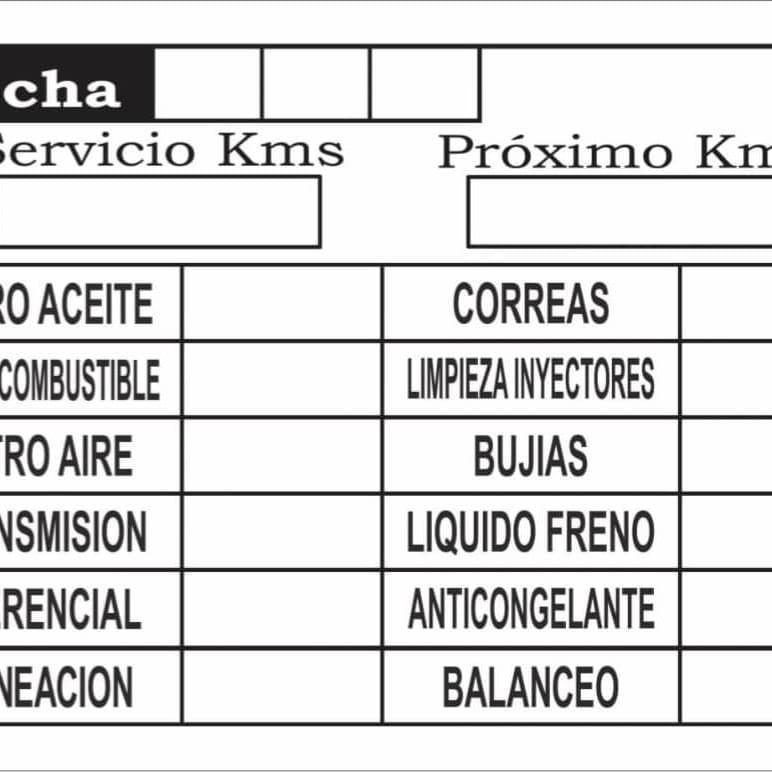 cha
Servicio Kms Próximo Km
RO ACEITE CORREAS
COMBUSTIBLE LIMPIEZA INYECTORES
TRO AIRE BUJIAS
NSMISION LIQUIDO FRENO
RENCIAL ANTICONGELANTE
NEACION BALANCEO